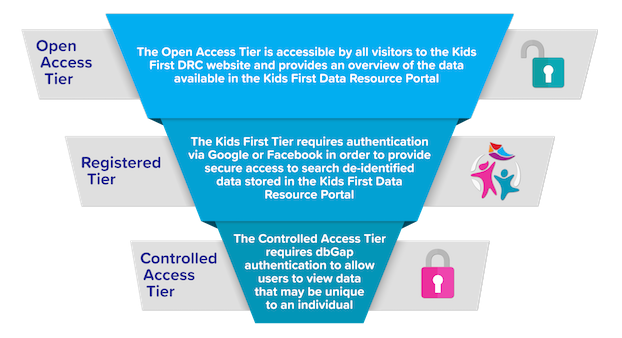 Open
Access
Tier
The Open Access Tier is accessible by all visitors to the Kids
First DRC website and provides an overview of the data
available in the Kids First Data Resource Portal
Registered
Tier
The Kids First Tier requires authentication
via Google or Facebook in order to provide
secure access to search de-identified
data stored in the Kids First Data
Resource Portal
Controlled
Access
Tier
The Controlled Access Tier
requires dbGap
authentication to allow
users to view data
that may be unique
to an individual